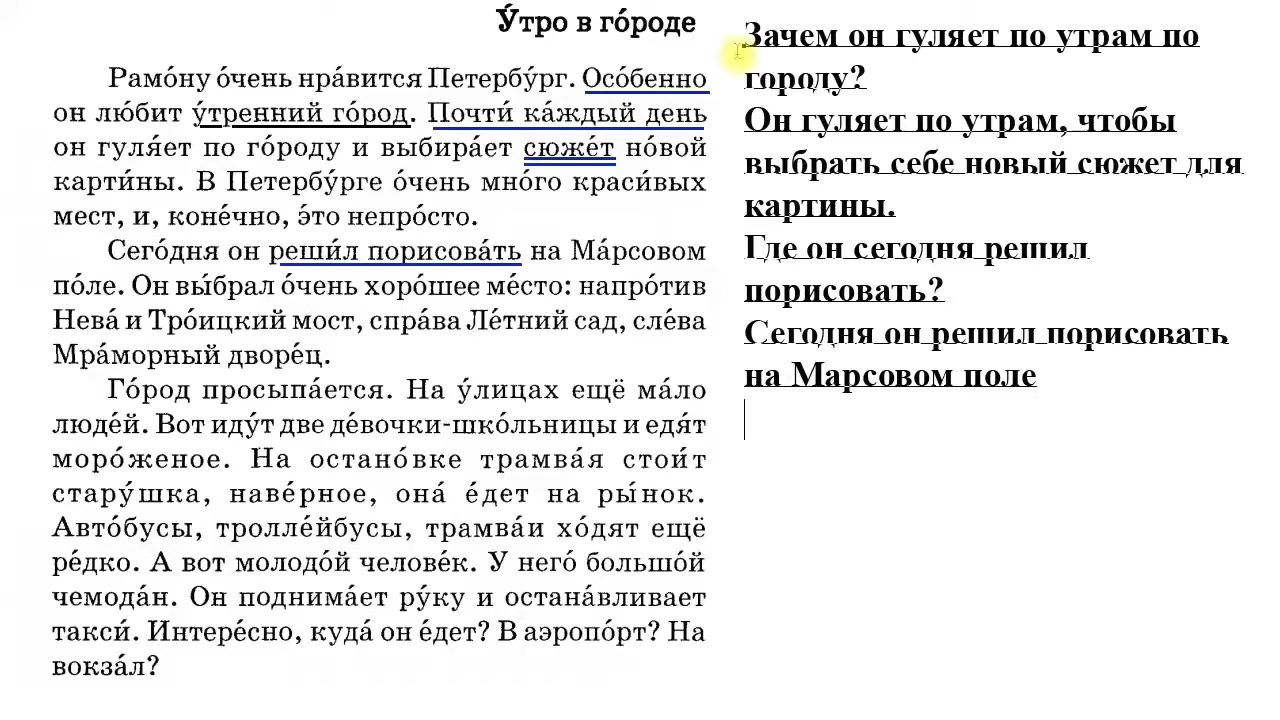 У́тро в го́роде
Рамо́ну о́чень нра́вится Петербу́рг. Осо́бенно
он лю́бит у́тренний го́род. Почти́ ка́ждый день
он гуля́ет по го́роду и выбира́ет сюже́т но́вой
карти́ны. В Петербу́рге о́чень мно́го краси́вых
мест, и, коне́чно, э́то непро́сто.
Сего́дня он реши́л порисова́ть на Ма́рсовом
по́ле. Он вы́брал о́чень хоро́шее ме́сто: напро́тив
Нева́ и Тро́ицкий мост, спра́ва Ле́тний сад, сле́ва
Мра́морный дворе́ц.
Го́род просыпа́ется. На у́лицах ещё ма́ло
люде́й. Вот иду́т две де́вочки-шко́льницы и едя́т
моро́женое. На остано́вке трамва́я стои́т
стару́шка, наве́рное, она́ е́дет на ры́нок.
Авто́бусы, тролле́йбусы, трамва́и хо́дят ещё
ре́дко. А вот молодо́й челове́к. У него́ большо́й
чемода́н. Он поднима́ет ру́ку и остана́вливает
такси́. Интере́сно, куда́ он е́дет? В аэропо́рт? На
вокза́л?
Зачем он гуляет по утрам по
городу?
Он гуляет по утрам, чтобы
выбрать себе новый сюжет для
картины.
Где он сегодня решил
порисовать?
Сегодня он решил порисовать
на Марсовом поле